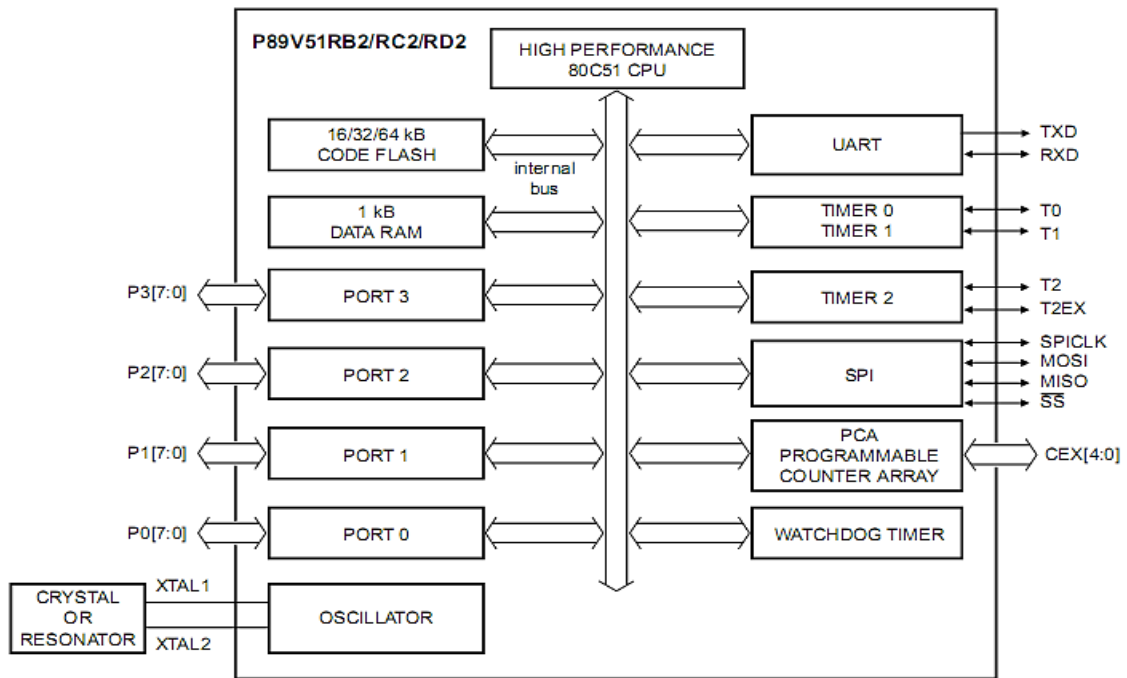 P89V51RB2/RC2/RD2
HIGH PERFORMANCE
80C51 CPU
16/32/64 kB
CODE FLASH
internal
bus
UART
TXD
RXD
1 kB
DATA RAM
TIMER 0
TIMER 1
T0
T1
P3[7:0]
PORT 3
TIMER 2
T2
T2EX
P2[7:0]
PORT 2
SPI
SPICLK
MOSI
MISO
S̅S̅
P1[7:0]
PORT 1
PCA
PROGRAMMABLE
COUNTER ARRAY
CEX[4:0]
P0[7:0]
PORT 0
WATCHDOG TIMER
CRYSTAL
OR
RESONATOR
XTAL1
XTAL2
OSCILLATOR